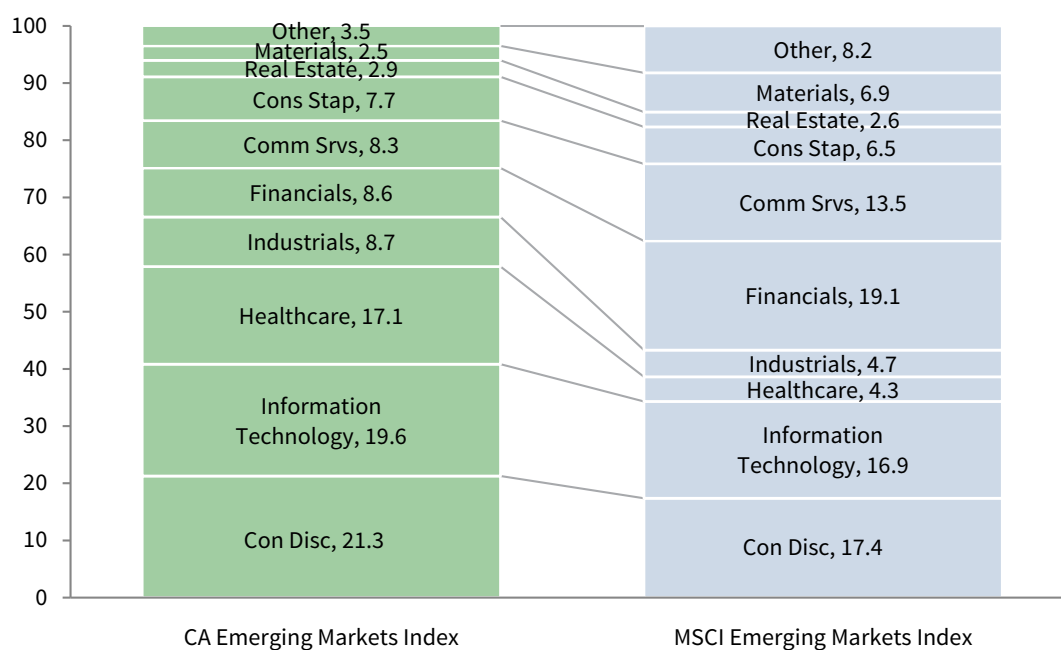 100
90
80
70
60
50
40
30
20
10
0
Other, 3.5
Materials, 2.5
Real Estate, 2.9
Cons Stap, 7.7
Comm Srvs, 8.3
Financials, 8.6
Industrials, 8.7
Healthcare, 17.1
Information
Technology, 19.6
Con Disc, 21.3
Other, 8.2
Materials, 6.9
Real Estate, 2.6
Cons Stap, 6.5
Comm Srvs, 13.5
Financials, 19.1
Industrials, 4.7
Healthcare, 4.3
Information
Technology, 16.9
Con Disc, 17.4
CA Emerging Markets Index
MSCI Emerging Markets Index